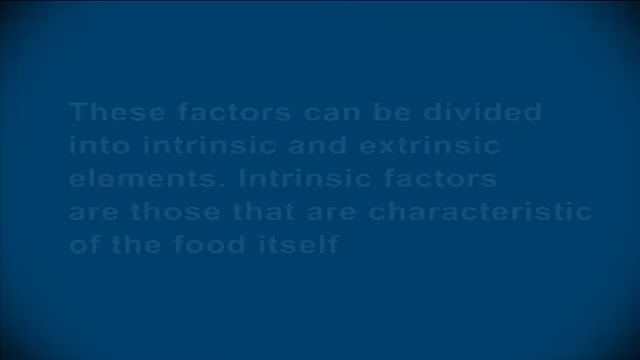 These factors can be divided
into intrinsic and extrinsic
elements. Intrinsic factors
are those that are characteristic
of the food itself